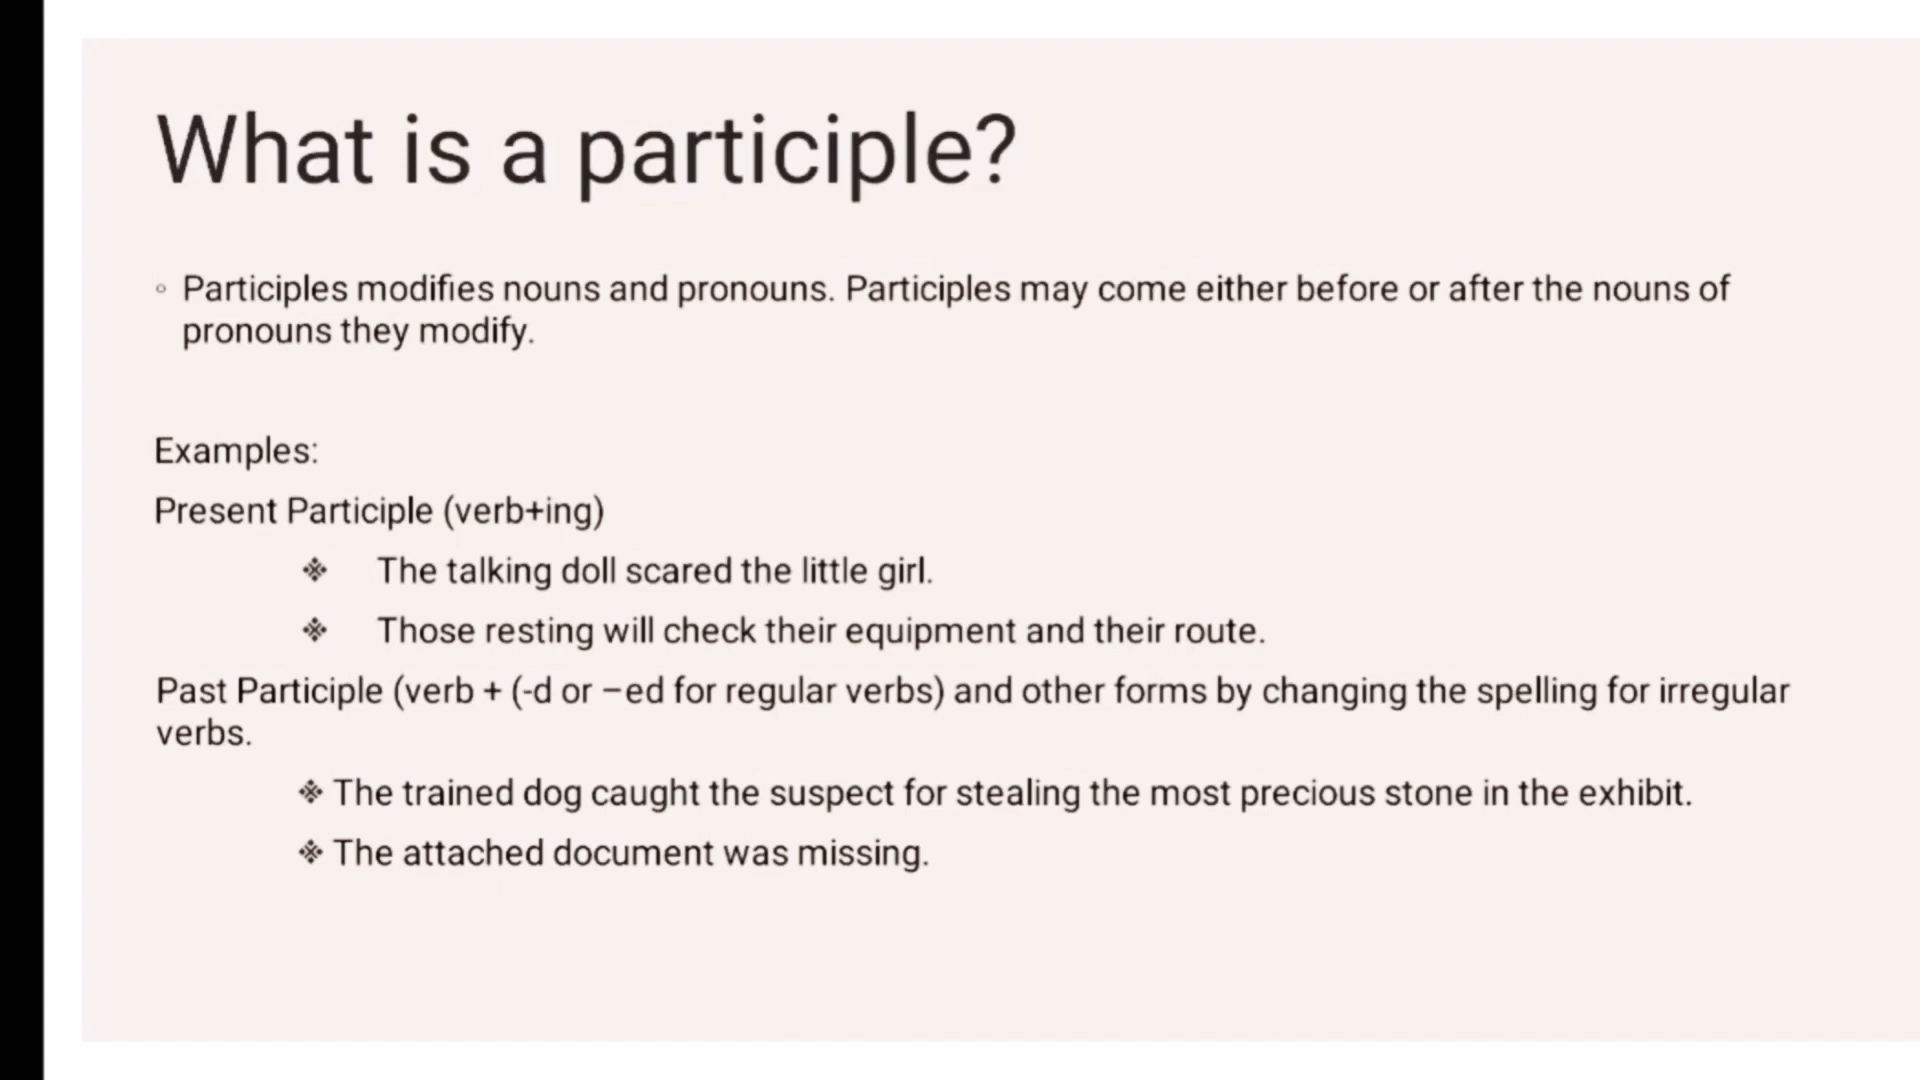 What is a participle?
◦ Participles modifies nouns and pronouns. Participles may come either before or after the nouns of
pronouns they modify.
Examples:
Present Participle (verb+ing)
❖ The talking doll scared the little girl.
❖ Those resting will check their equipment and their route.
Past Participle (verb + (-d or –ed for regular verbs) and other forms by changing the spelling for irregular
verbs.
❖ The trained dog caught the suspect for stealing the most precious stone in the exhibit.
❖ The attached document was missing.